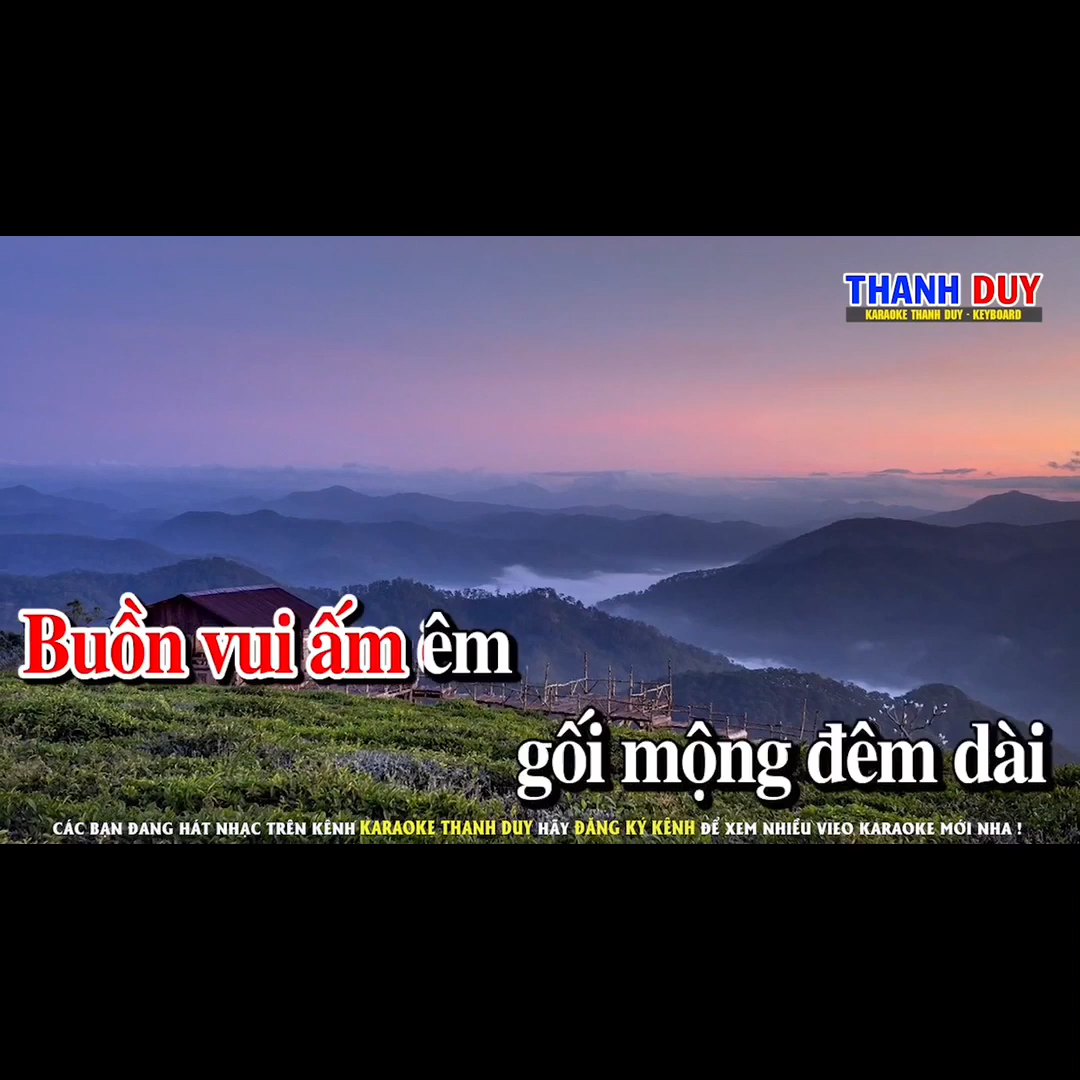 THANH DUY
KARAOKE THANH DUY - KEYBOARD
Buồn vui ấm êm
gối mộng đêm dài
CÁC BẠN ĐANG HÁT NHẠC TRÊN KÊNH KARAOKE THANH DUY HÃY ĐĂNG KÝ KÊNH ĐỂ XEM NHIỀU VIEO KARAOKE MỚI NHA !